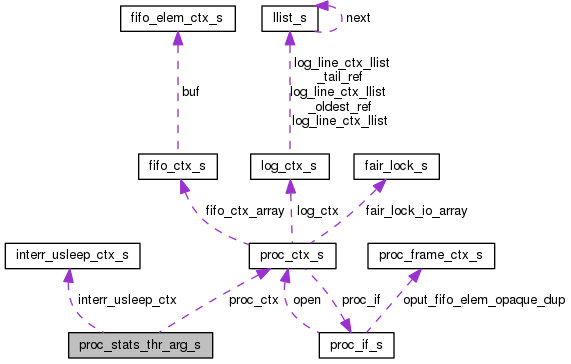 fifo_elem_ctx_s
llist_s
next
log_line_ctx_llist
_tail_ref
log_line_ctx_llist
_oldest_ref
log_line_ctx_llist
buf
fifo_ctx_s
log_ctx_s
fair_lock_s
fifo_ctx_array
log_ctx
fair_lock_io_array
interr_usleep_ctx_s
proc_ctx_s
proc_frame_ctx_s
interr_usleep_ctx
proc_ctx
open
proc_if
oput_fifo_elem_opaque_dup
proc_stats_thr_arg_s
proc_if_s